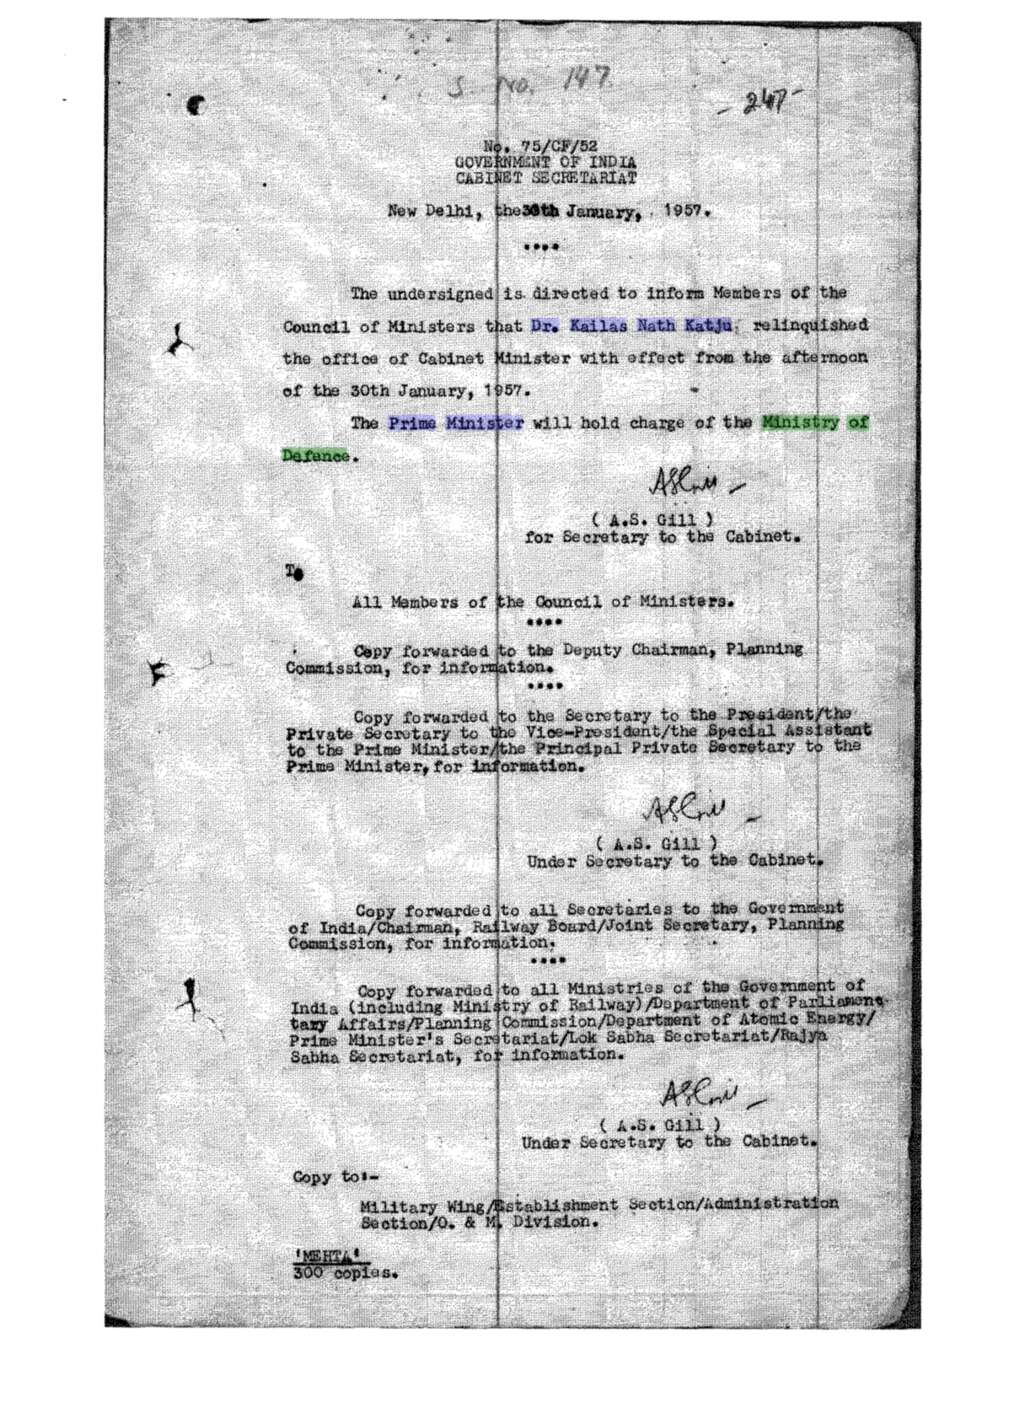 S. No. 147
- 247 -
No. 75/CF/52
GOVERNMENT OF INDIA
CABINET SECRETARIAT
New Delhi, the 30th January, 1957.
****
The undersigned is directed to inform Members of the
Council of Ministers that Dr. Kailas Nath Katju, relinquished
the office of Cabinet Minister with effect from the afternoon
of the 30th January, 1957.
The Prime Minister will hold charge of the Ministry of
Defence.
ASGill -
( A.S. Gill )
for Secretary to the Cabinet.
To
All Members of the Council of Ministers.
****
Copy forwarded to the Deputy Chairman, Planning
Commission, for information.
****
Copy forwarded to the Secretary to the President/the
Private Secretary to the Vice-President/the Special Assistant
to the Prime Minister/the Principal Private Secretary to the
Prime Minister, for information.
ASGill -
( A.S. Gill )
Under Secretary to the Cabinet.
Copy forwarded to all Secretaries to the Government
of India/Chairman, Railway Board/Joint Secretary, Planning
Commission, for information.
****
Copy forwarded to all Ministries of the Government of
India (including Ministry of Railway)/Department of Parliamen-
tary Affairs/Planning Commission/Department of Atomic Energy/
Prime Minister's Secretariat/Lok Sabha Secretariat/Rajya
Sabha Secretariat, for information.
ASGill -
( A.S. Gill )
Under Secretary to the Cabinet.
Copy to:-
Military Wing/Establishment Section/Administration
Section/O. & M. Division.
'MEHTA'
300 copies.